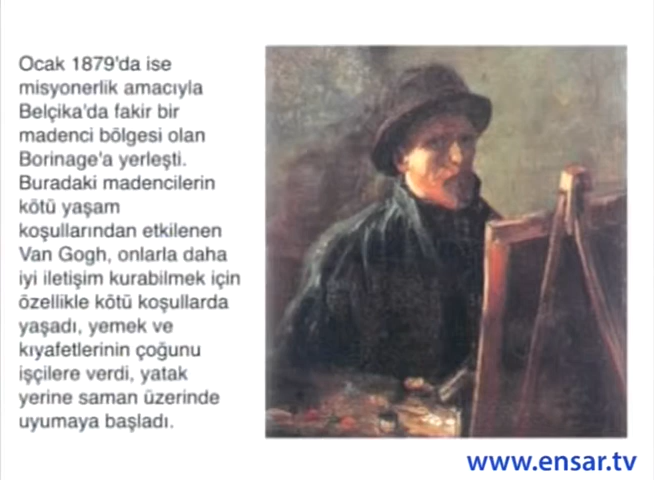 Ocak 1879'da ise
misyonerlik amacıyla
Belçika'da fakir bir
madenci bölgesi olan
Borinage'a yerleşti.
Buradaki madencilerin
kötü yaşam
koşullarından etkilenen
Van Gogh, onlarla daha
iyi iletişim kurabilmek için
özellikle kötü koşullarda
yaşadı, yemek ve
kıyafetlerinin çoğunu
işçilere verdi, yatak
yerine saman üzerinde
uyumaya başladı.
www.ensar.tv